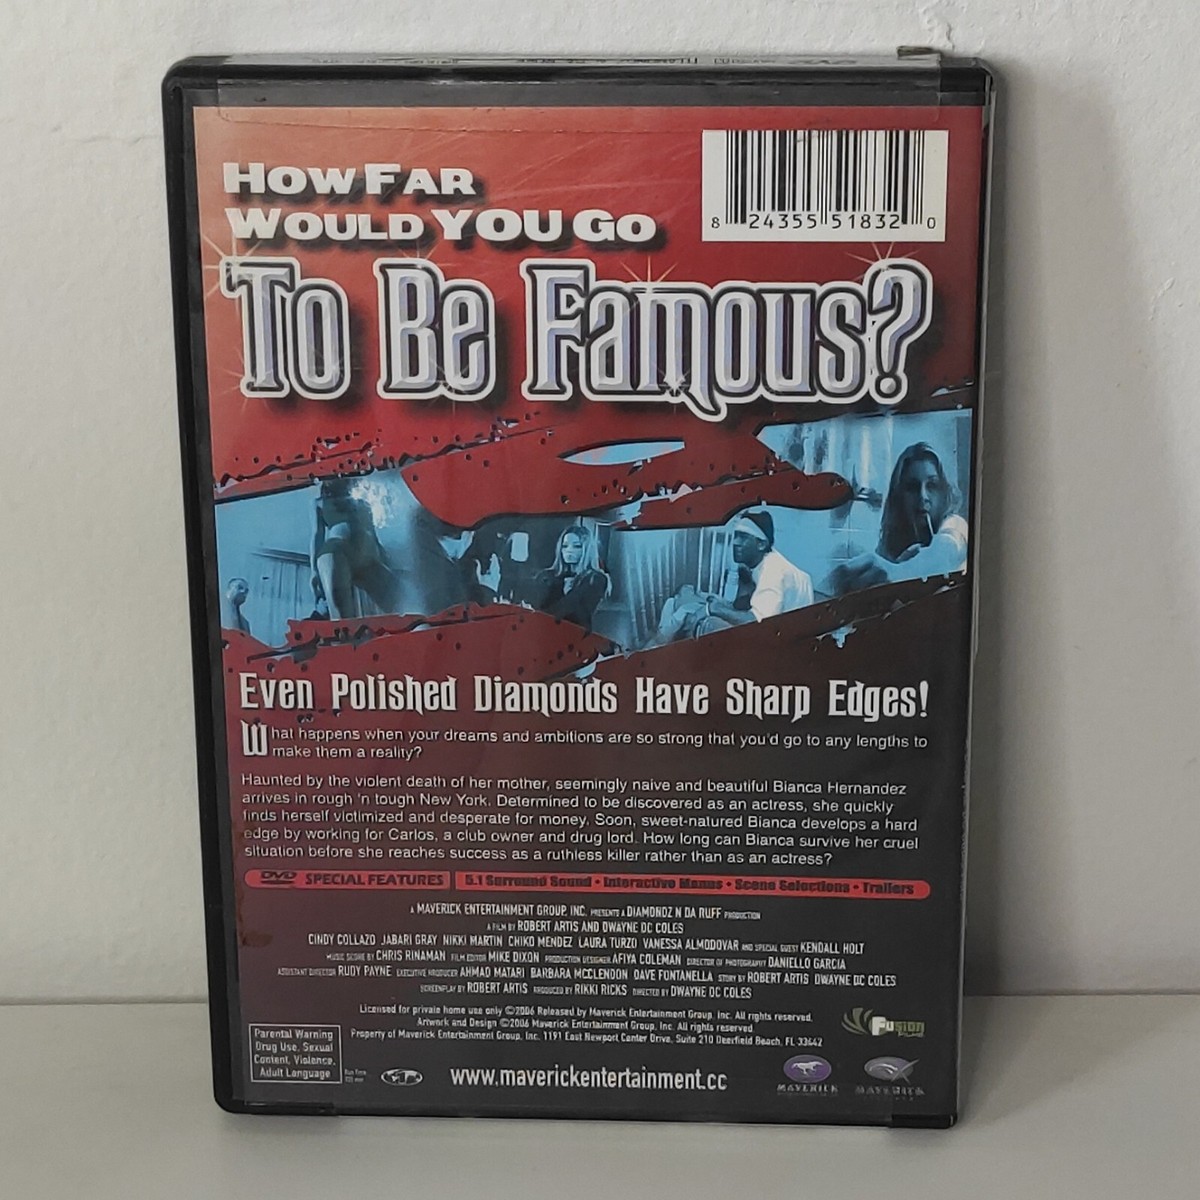 How Far
Would YOU Go
To Be Famous?
8 24355 51832 0
Even Polished Diamonds Have Sharp Edges!
What happens when your dreams and ambitions are so strong that you'd go to any lengths to
make them a reality?
Haunted by the violent death of her mother, seemingly naive and beautiful Bianca Hernandez
arrives in rough 'n tough New York. Determined to be discovered as an actress, she quickly
finds herself victimized and desperate for money. Soon, sweet-natured Bianca develops a hard
edge by working for Carlos, a club owner and drug lord. How long can Bianca survive her cruel
situation before she reaches success as a ruthless killer rather than as an actress?
DVD SPECIAL FEATURES 5.1 Surround Sound • Interactive Menus • Scene Selections • Trailers
A MAVERICK ENTERTAINMENT GROUP, INC. PRESENTS A DIAMONDZ N DA RUFF PRODUCTION
A FILM BY ROBERT ARTIS AND DWAYNE DC COLES
CINDY COLLAZO JABARI GRAY NIKKI MARTIN CHIKO MENDEZ LAURA TURZO VANESSA ALMODOVAR AND SPECIAL GUEST KENDALL HOLT
MUSIC SCORE BY CHRIS RINAMAN FILM EDITOR MIKE DIXON PRODUCTION DESIGNER AFIYA COLEMAN DIRECTOR OF PHOTOGRAPHY DANIELLO GARCIA
ASSISTANT DIRECTOR RUDY PAYNE EXECUTIVE PRODUCER AHMAD MATARI BARBARA MCCLENDON DAVE FONTANELLA STORY BY ROBERT ARTIS DWAYNE DC COLES
SCREENPLAY BY ROBERT ARTIS PRODUCED BY RIKKI RICKS DIRECTED BY DWAYNE DC COLES
Licensed for private home use only ©2006 Released by Maverick Entertainment Group, Inc. All rights reserved.
Artwork and Design ©2006 Maverick Entertainment Group, Inc. All rights reserved
Property of Maverick Entertainment Group, Inc. 1191 East Newport Center Drive, Suite 210 Deerfield Beach, FL 33442
Fusion
Parental Warning
Drug Use, Sexual
Content, Violence,
Adult Language
Run Time
www.maverickentertainment.cc
MAVERICK
MAVERICK